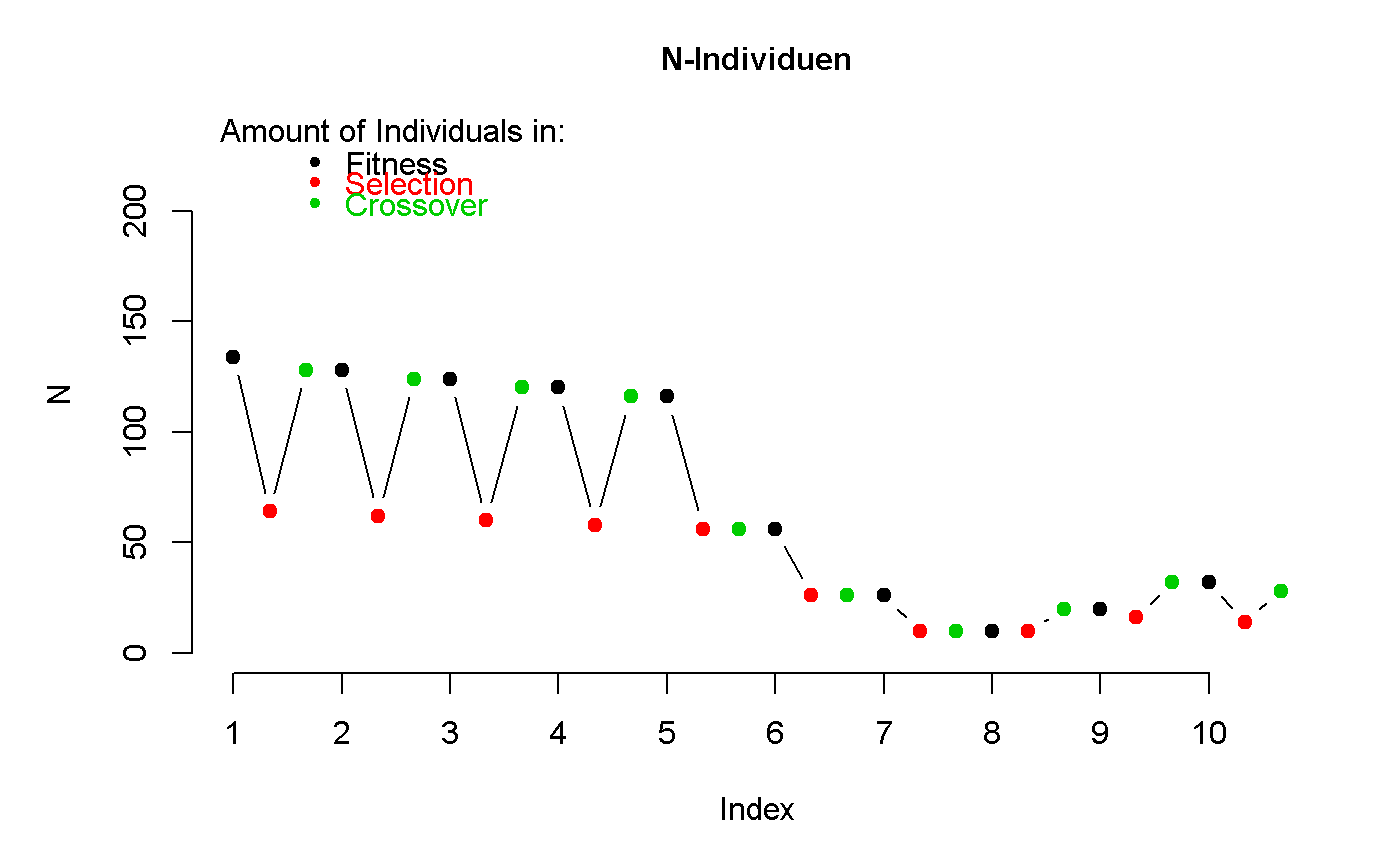 N-Individuen
Amount of Individuals in:
Fitness
Selection
Crossover
200
150
100
50
0
N
1 2 3 4 5 6 7 8 9 10
Index